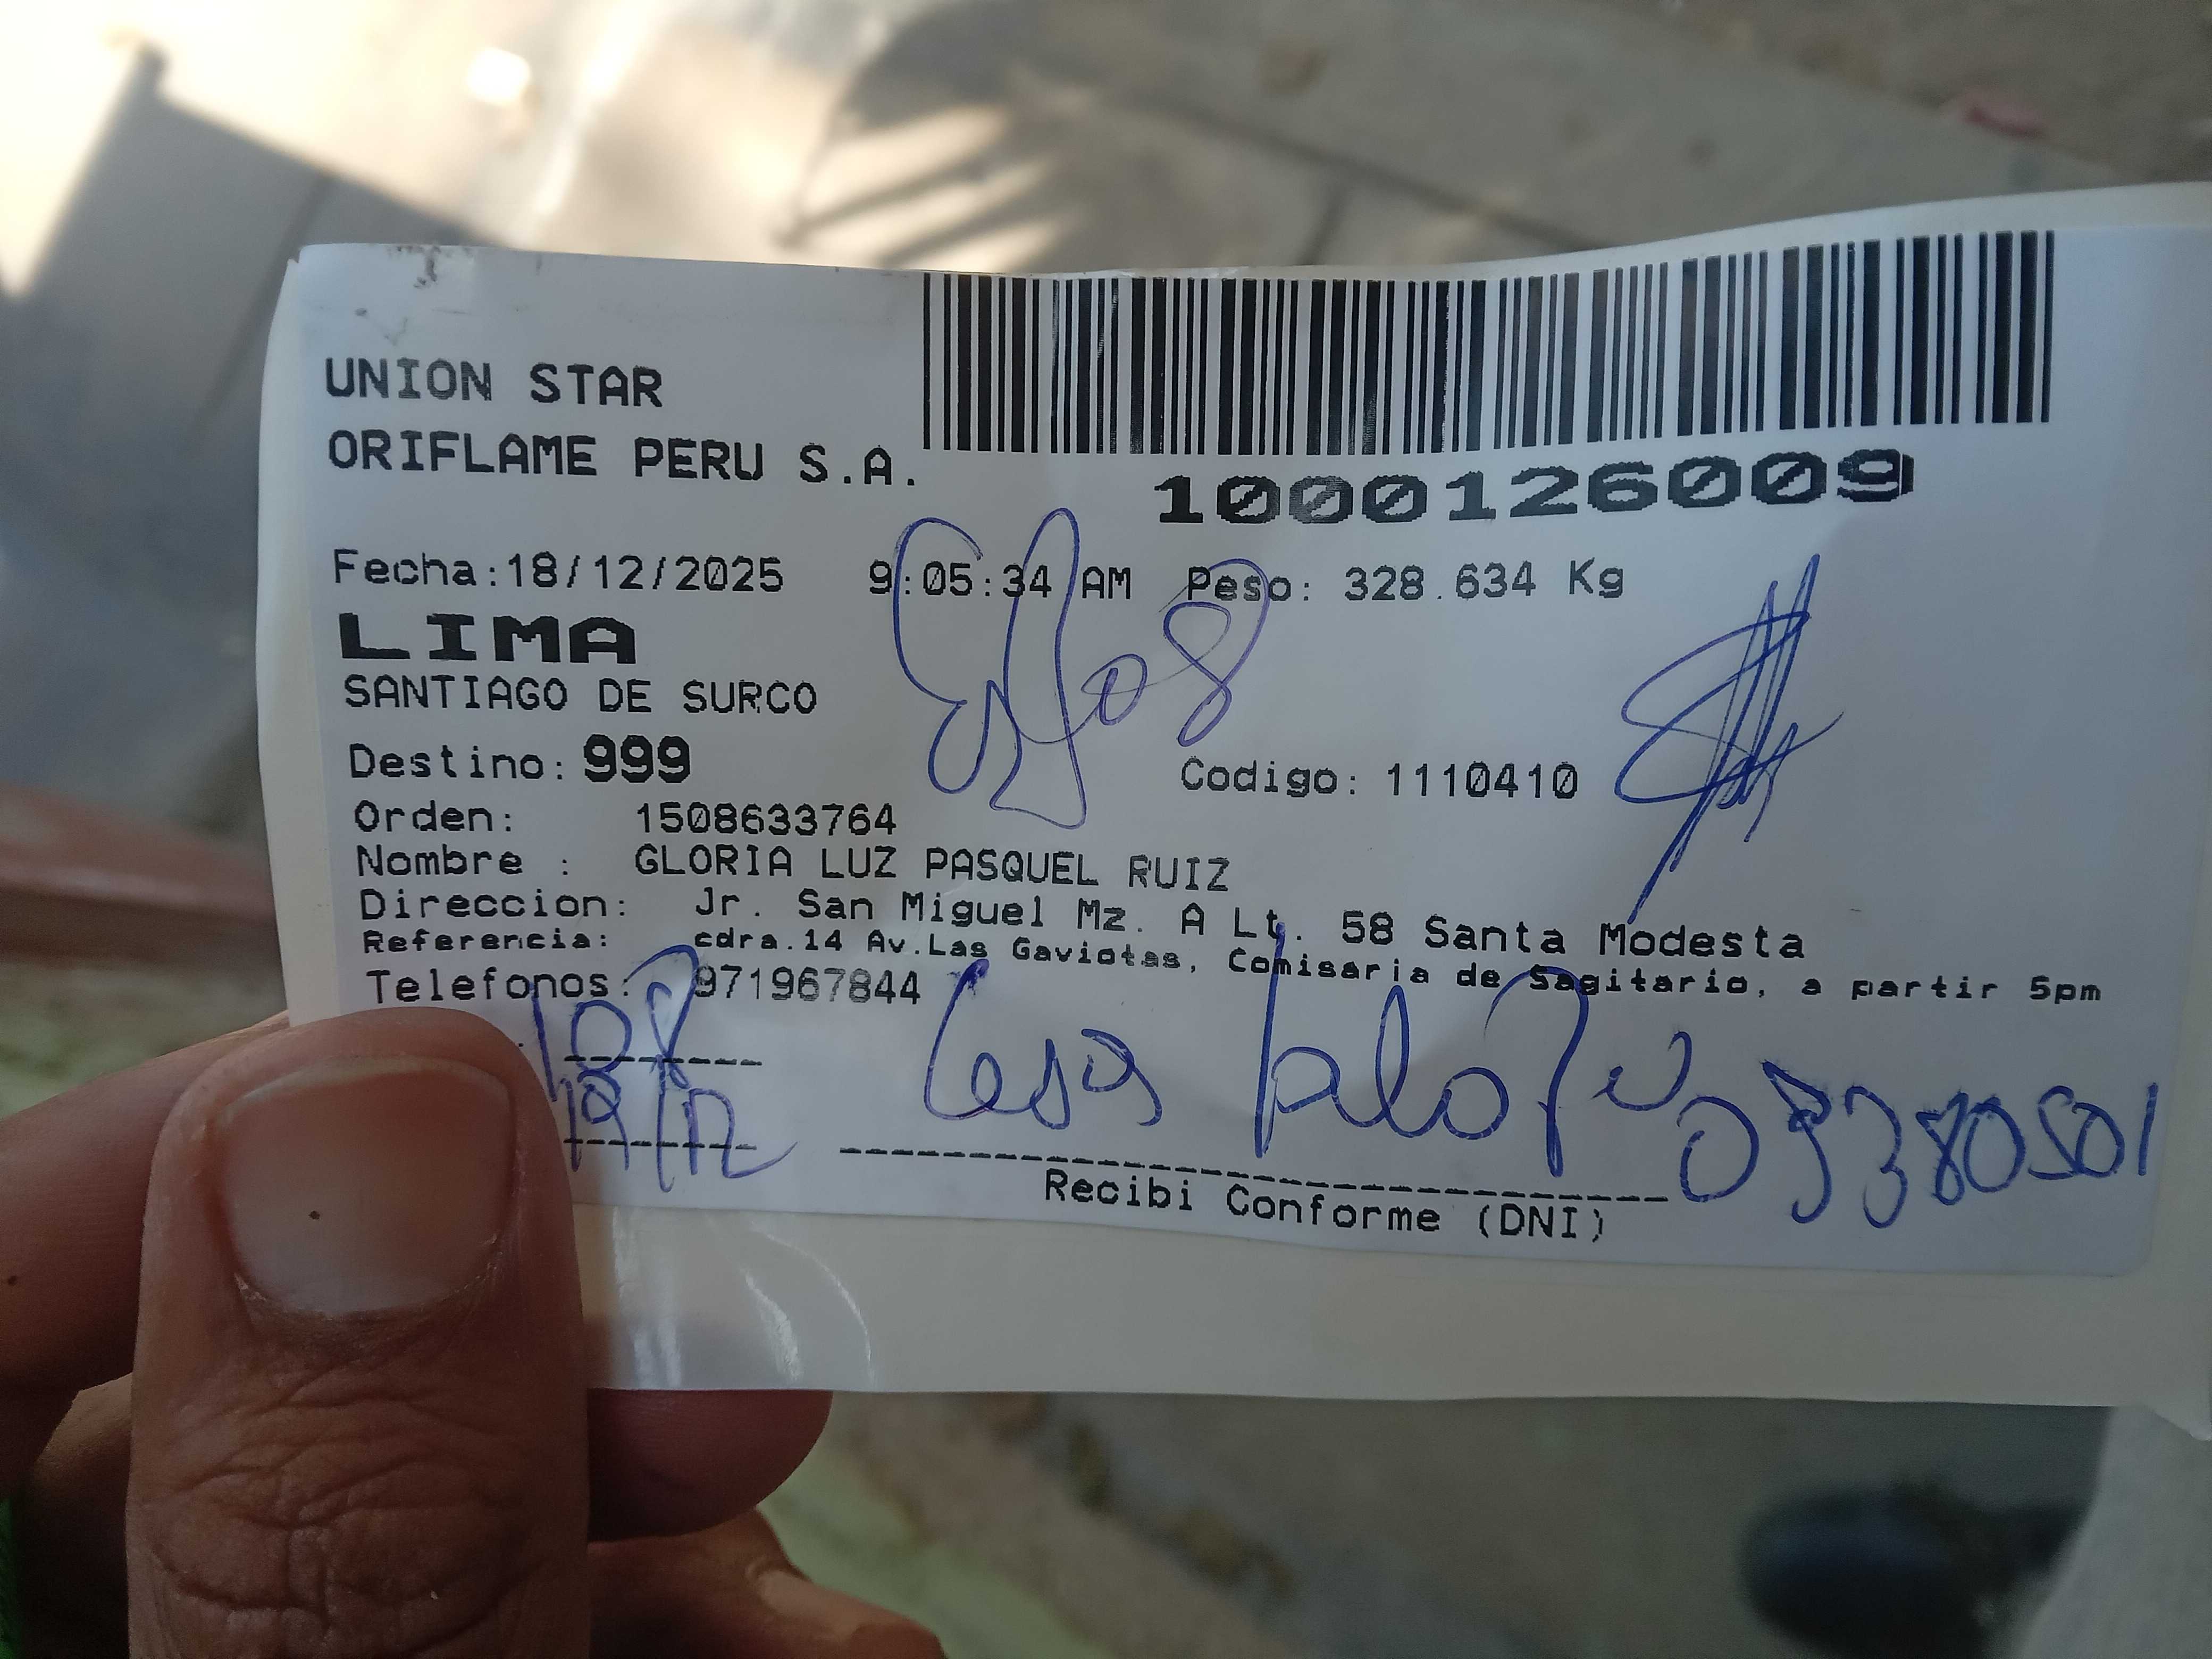 UNION STAR
ORIFLAME PERU S.A.
1000126009
Fecha:18/12/2025 9:05:34 AM Peso: 328.634 Kg
LIMA
SANTIAGO DE SURCO
Destino: 999
Codigo: 1110410
Orden: 1508633764
Nombre : GLORIA LUZ PASQUEL RUIZ
Direccion: Jr. San Miguel Mz. A Lt. 58 Santa Modesta
Referencia: cdra.14 Av.Las Gaviotas, Comisaria de Sagitario, a partir 5pm
Telefonos: 971967844
19/12
Recibi Conforme (DNI)